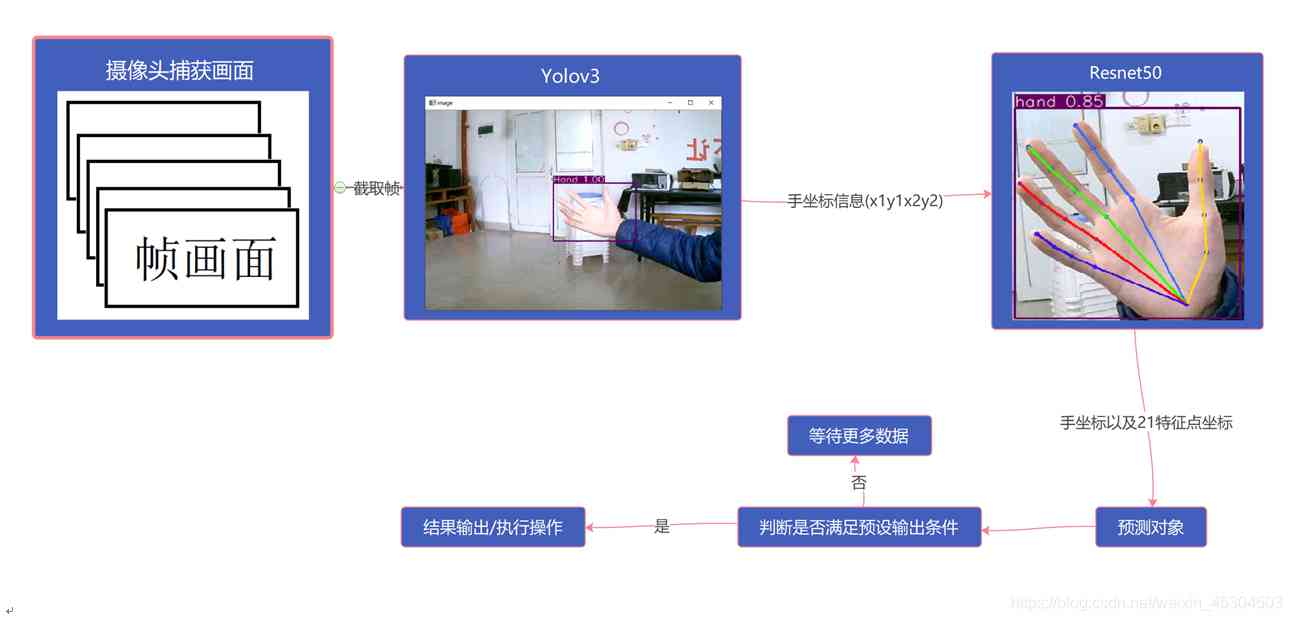 摄像头捕获画面
帧画面
截取帧
Yolov3
image
Hand 1.00
手坐标信息(x1y1x2y2)
Resnet50
hand 0.85
手坐标以及21特征点坐标
预测对象
判断是否满足预设输出条件
否
等待更多数据
是
结果输出/执行操作
https://blog.csdn.net/weixin_45304503